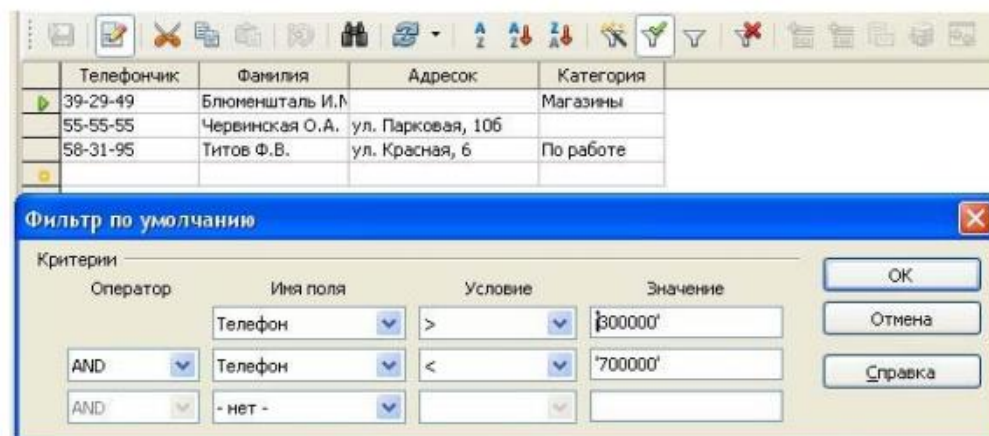 Телефончик Фамилия Адресок Категория
39-29-49 Блюменшталь И.М Магазины
55-55-55 Червинская О.А. ул. Парковая, 10б
58-31-95 Титов Ф.В. ул. Красная, 6 По работе
Фильтр по умолчанию
Критерии
Оператор Имя поля Условие Значение
Телефон > '300000'
AND Телефон < '700000'
AND - нет -
OK
Отмена
Справка